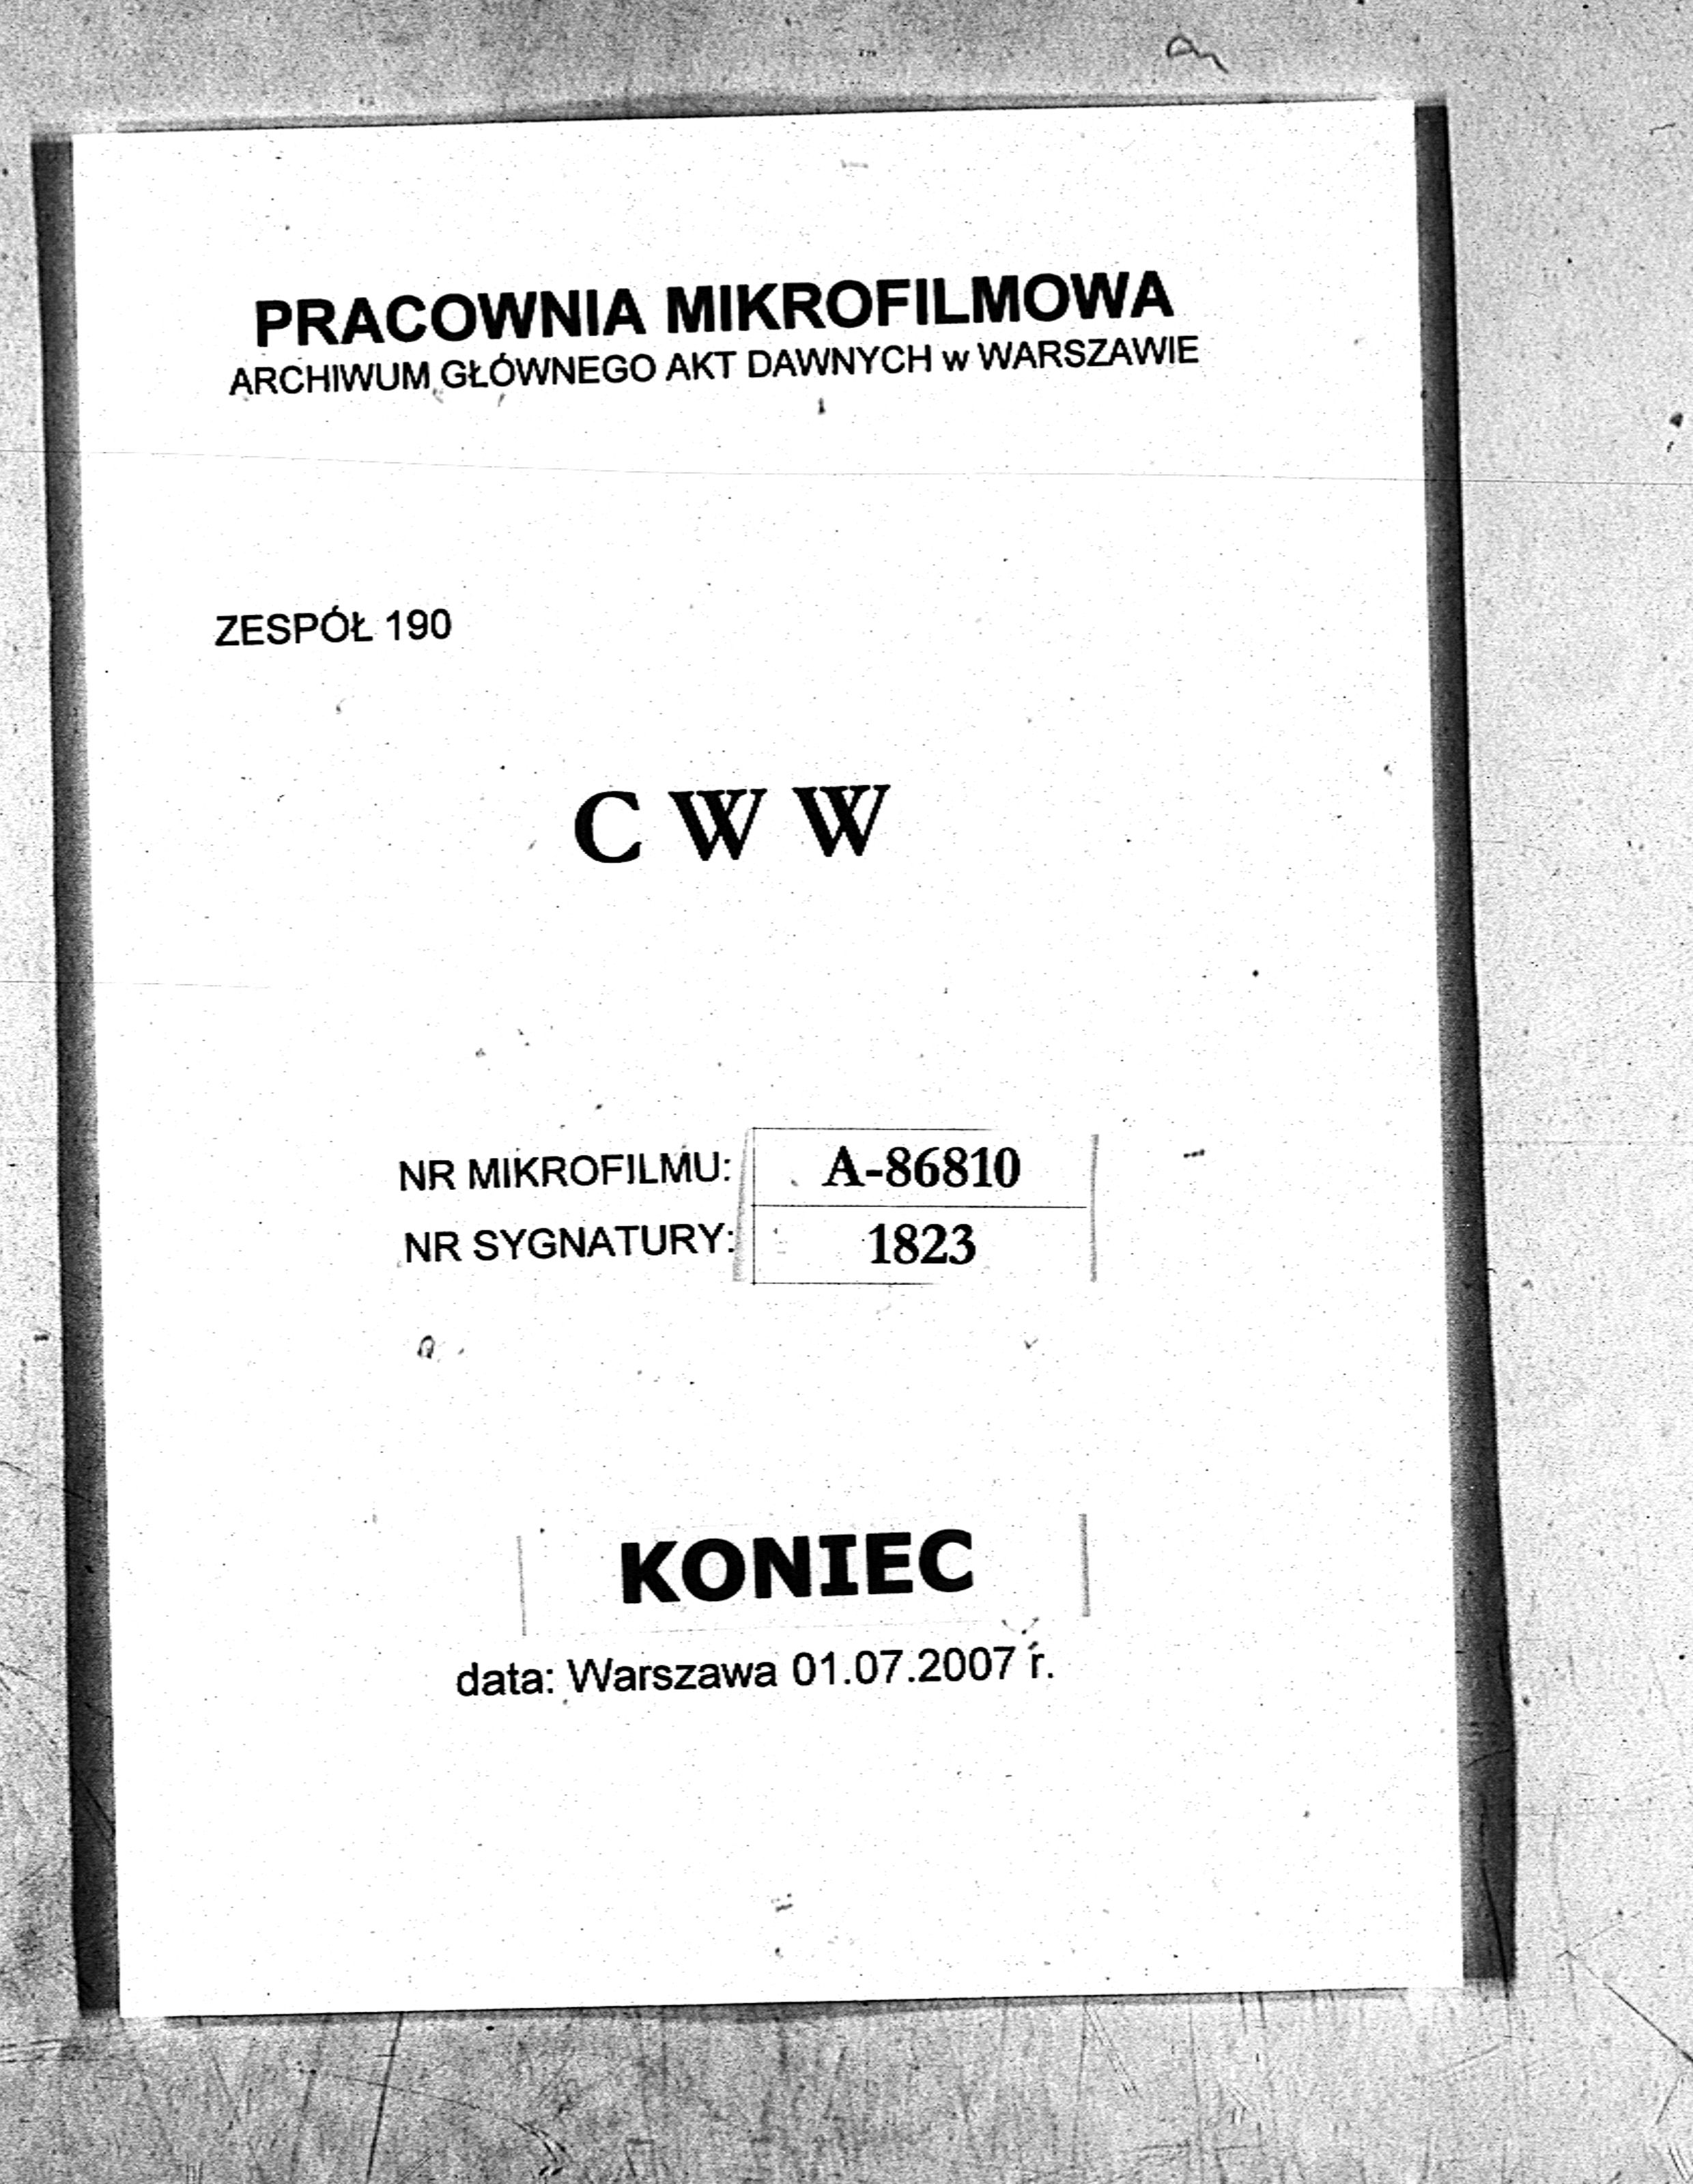 PRACOWNIA MIKROFILMOWA
ARCHIWUM GŁÓWNEGO AKT DAWNYCH w WARSZAWIE
ZESPÓŁ 190
C W W
NR MIKROFILMU: A-86810
NR SYGNATURY: 1823
KONIEC
data: Warszawa 01.07.2007 r.